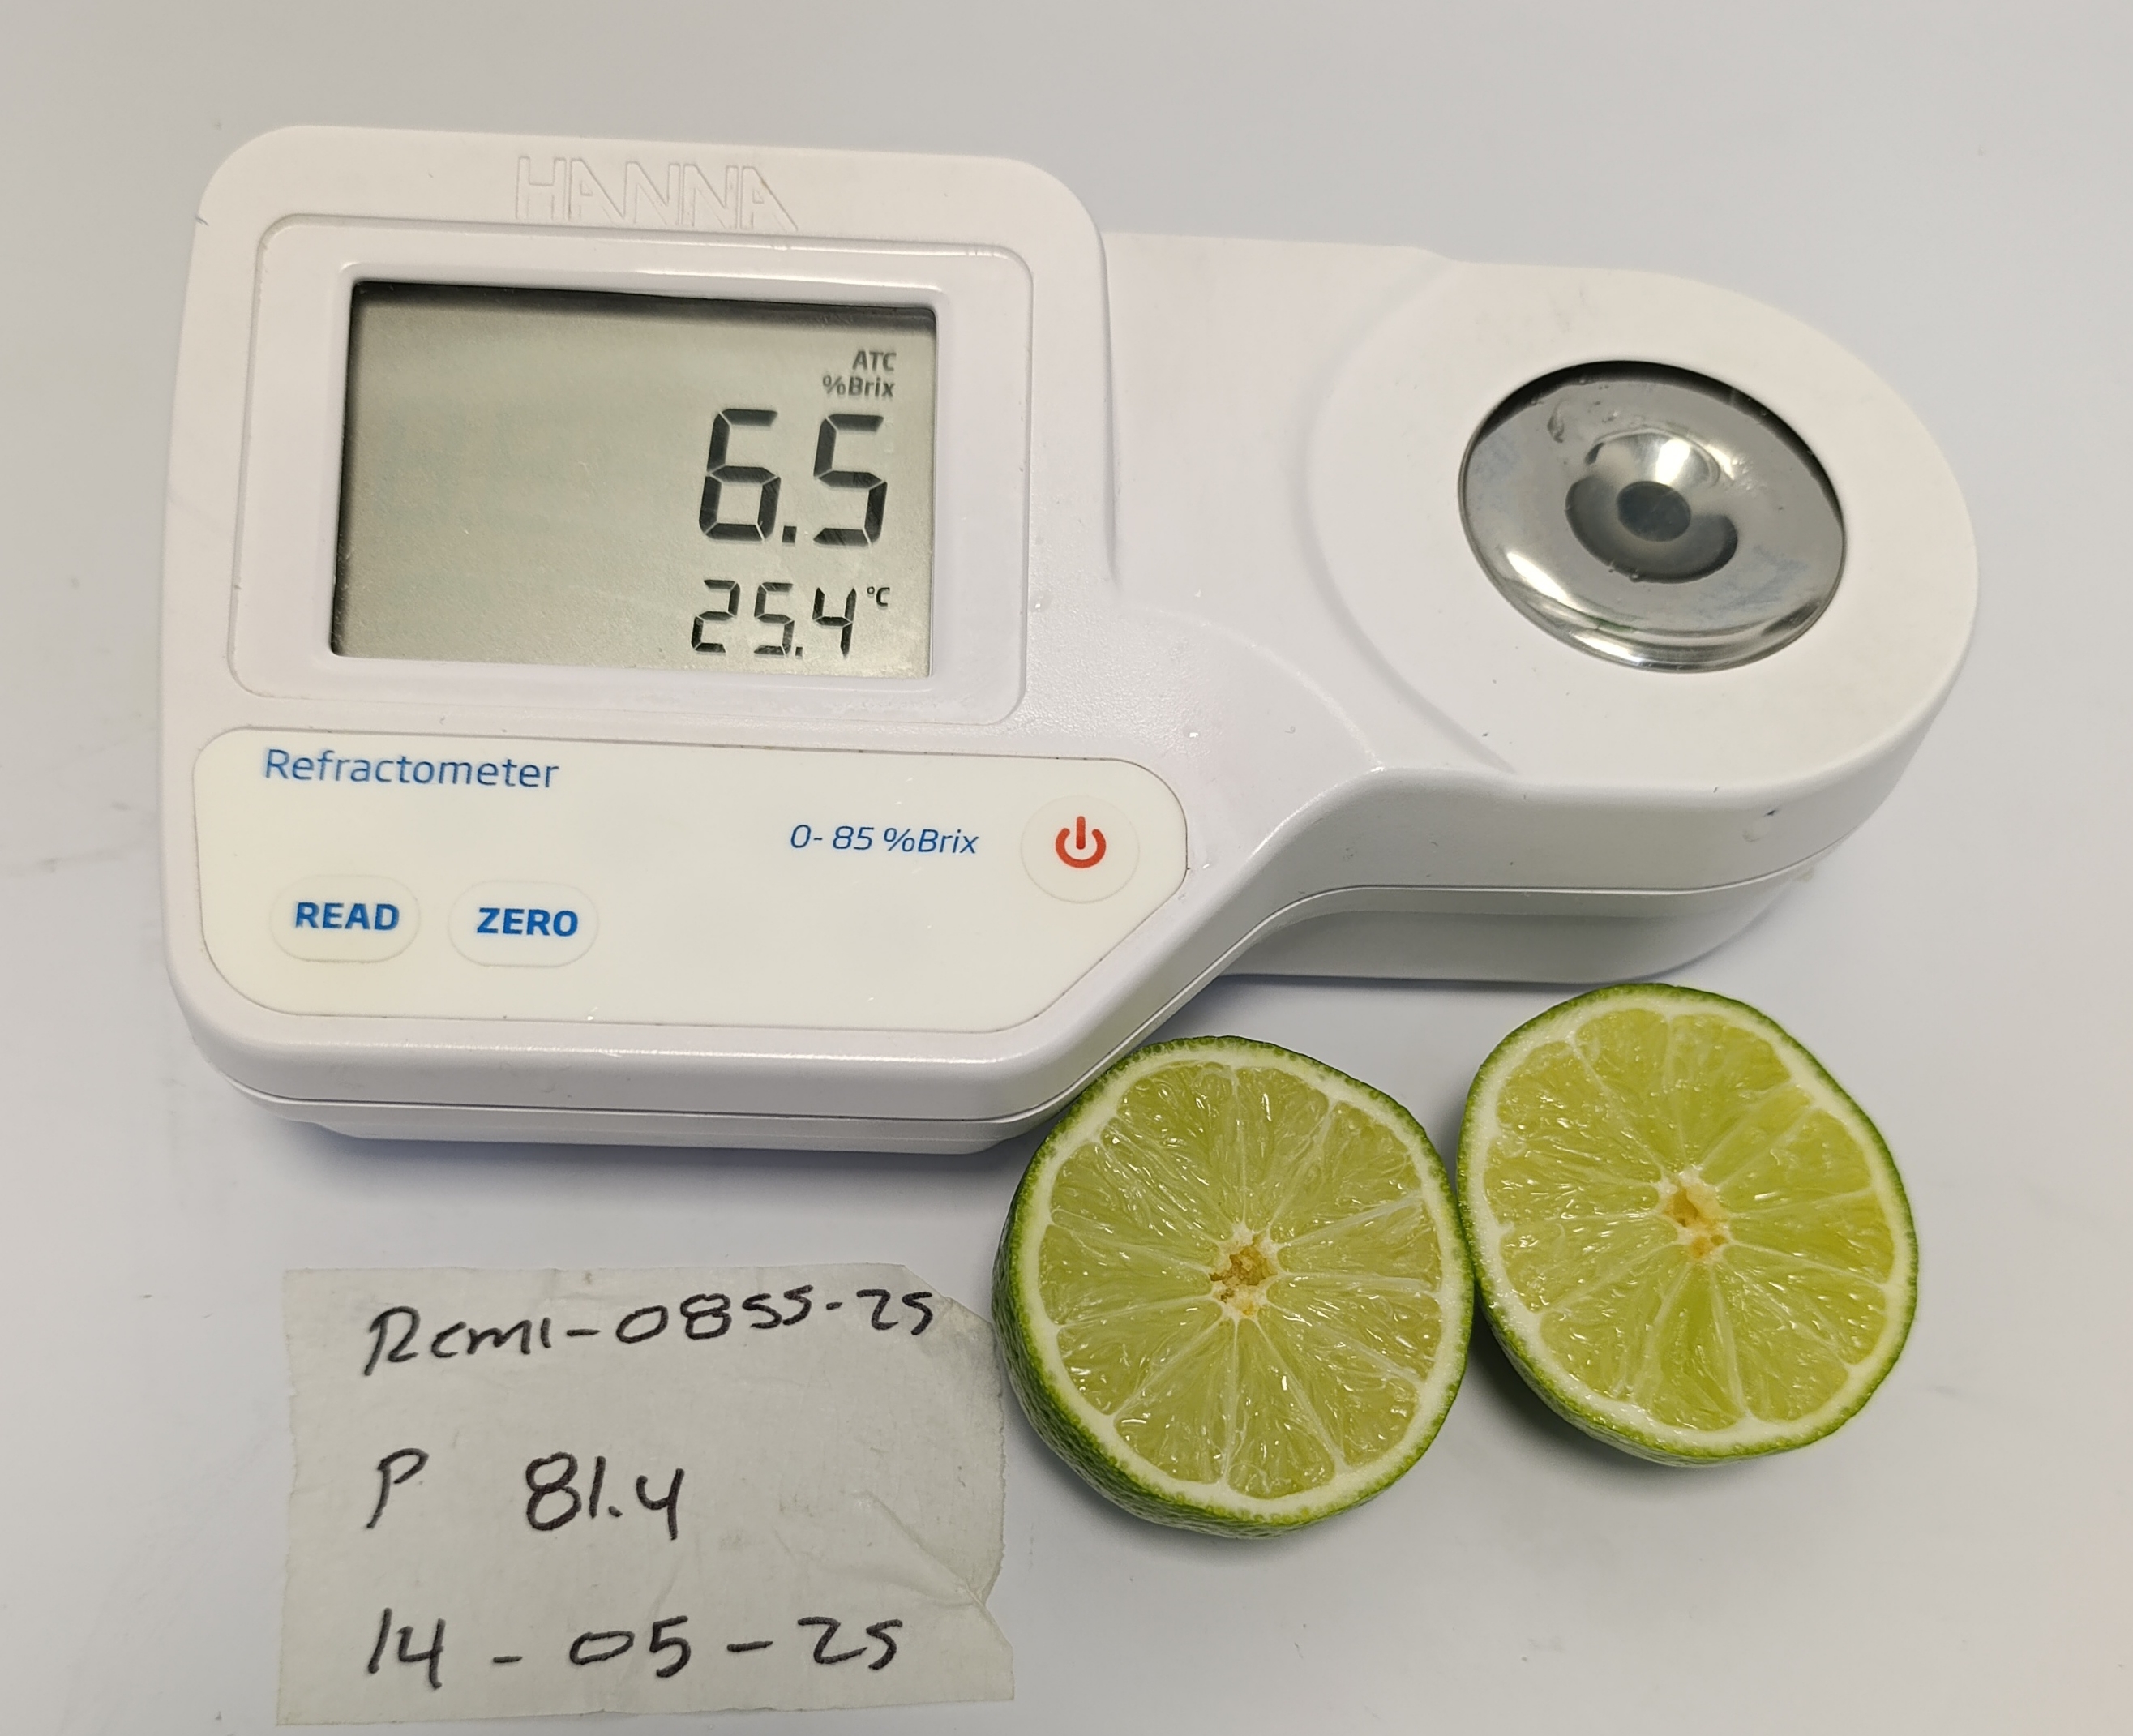 HANNA
ATC
%Brix
6.5
25.4 °C
Refractometer
0- 85 %Brix
READ
ZERO
Rcmi-0855-25
P 81.4
14-05-25